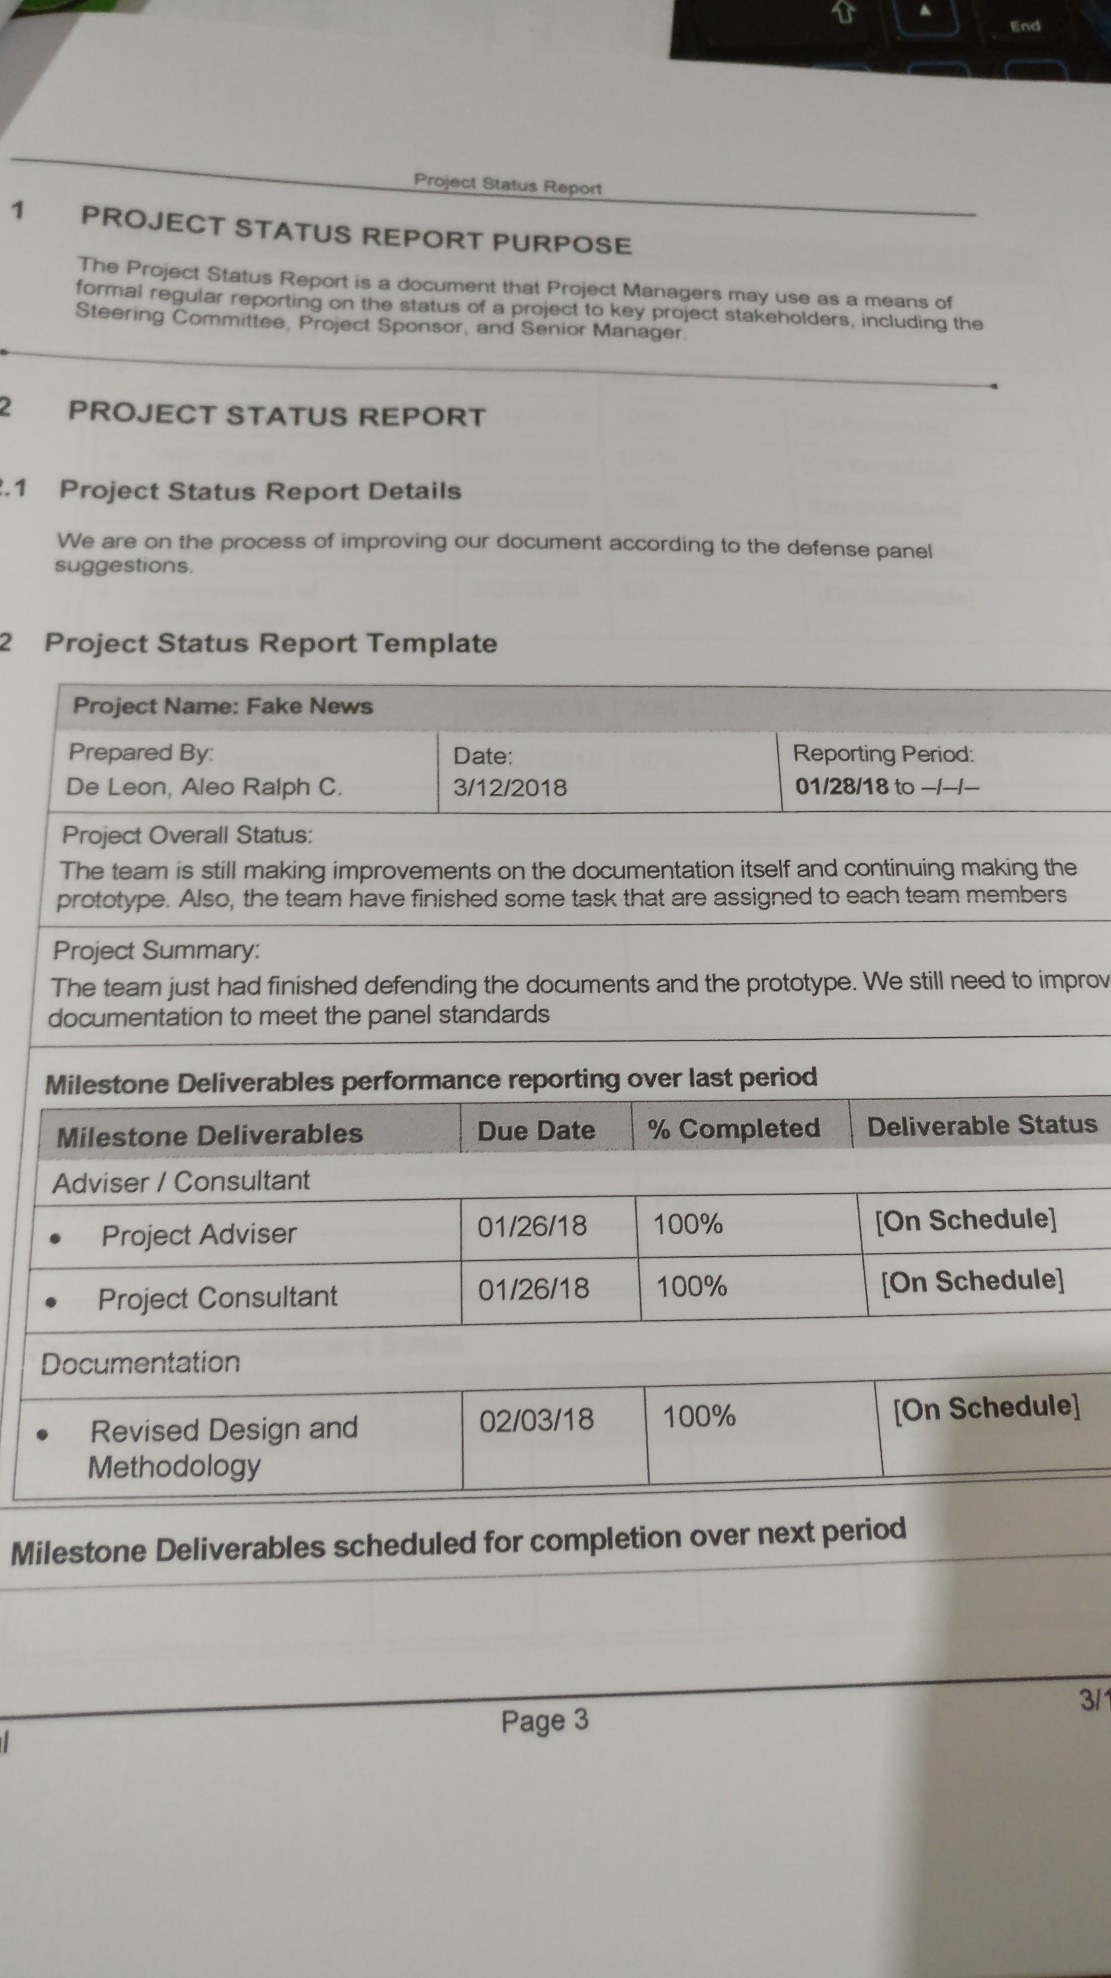 End
Project Status Report
1 PROJECT STATUS REPORT PURPOSE
The Project Status Report is a document that Project Managers may use as a means of
formal regular reporting on the status of a project to key project stakeholders, including the
Steering Committee, Project Sponsor, and Senior Manager.
2 PROJECT STATUS REPORT
2.1 Project Status Report Details
We are on the process of improving our document according to the defense panel
suggestions.
2 Project Status Report Template
Project Name: Fake News
Prepared By: Date: Reporting Period:
De Leon, Aleo Ralph C. 3/12/2018 01/28/18 to –/–/–
Project Overall Status:
The team is still making improvements on the documentation itself and continuing making the
prototype. Also, the team have finished some task that are assigned to each team members
Project Summary:
The team just had finished defending the documents and the prototype. We still need to improv
documentation to meet the panel standards
Milestone Deliverables performance reporting over last period
Milestone Deliverables Due Date % Completed Deliverable Status
Adviser / Consultant
• Project Adviser 01/26/18 100% [On Schedule]
• Project Consultant 01/26/18 100% [On Schedule]
Documentation
• Revised Design and 02/03/18 100% [On Schedule]
Methodology
Milestone Deliverables scheduled for completion over next period
Page 3 3/1